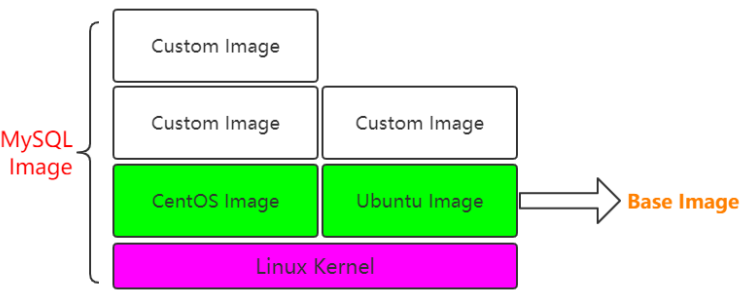 Custom Image
Custom Image
Custom Image
MySQL
Image
CentOS Image
Ubuntu Image
Base Image
Linux Kernel